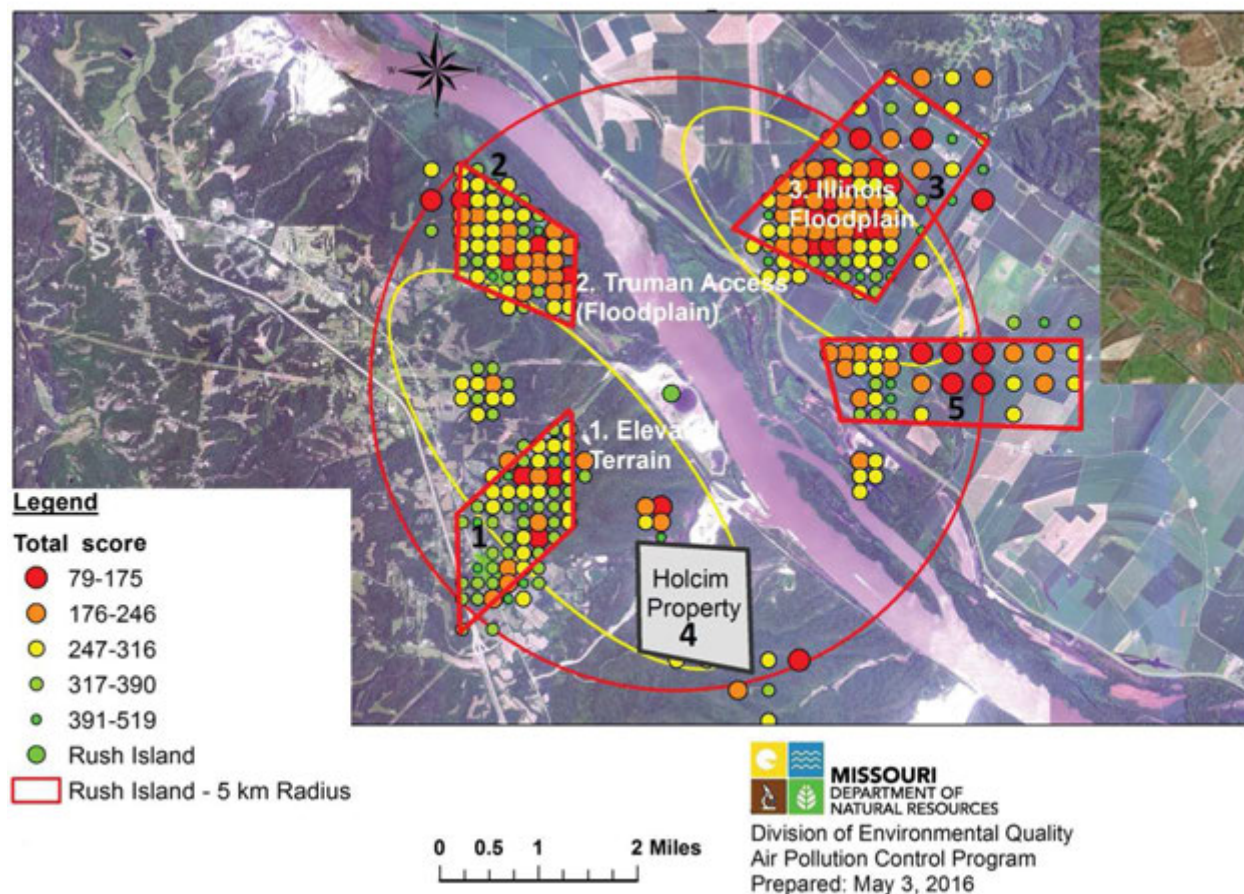 2
3. Illinois
Floodplain
3
2. Truman Access
(Floodplain)
5
1. Elevated
Terrain
1
Holcim
Property
4
Legend
Total score
79-175
176-246
247-316
317-390
391-519
Rush Island
Rush Island - 5 km Radius
0 0.5 1 2 Miles
MISSOURI
DEPARTMENT OF
NATURAL RESOURCES
Division of Environmental Quality
Air Pollution Control Program
Prepared: May 3, 2016